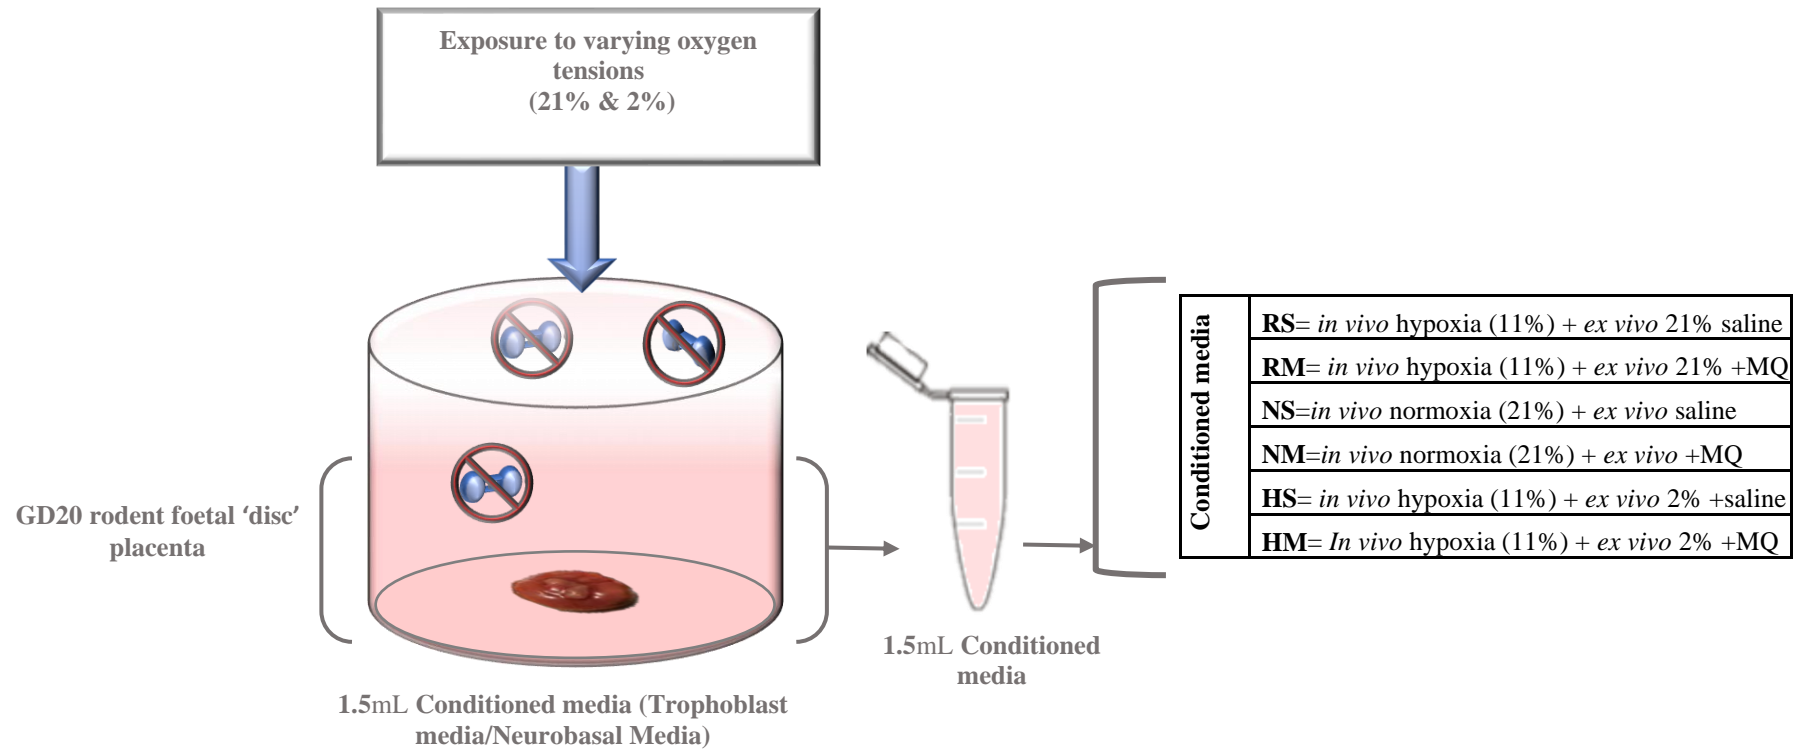 Exposure to varying oxygen
tensions
(21% & 2%)
GD20 rodent foetal ‘disc’
placenta
1.5mL Conditioned media (Trophoblast
media/Neurobasal Media)
1.5mL Conditioned
media
Conditioned media
RS= in vivo hypoxia (11%) + ex vivo 21% saline
RM= in vivo hypoxia (11%) + ex vivo 21% +MQ
NS=in vivo normoxia (21%) + ex vivo saline
NM=in vivo normoxia (21%) + ex vivo +MQ
HS= in vivo hypoxia (11%) + ex vivo 2% +saline
HM= In vivo hypoxia (11%) + ex vivo 2% +MQ